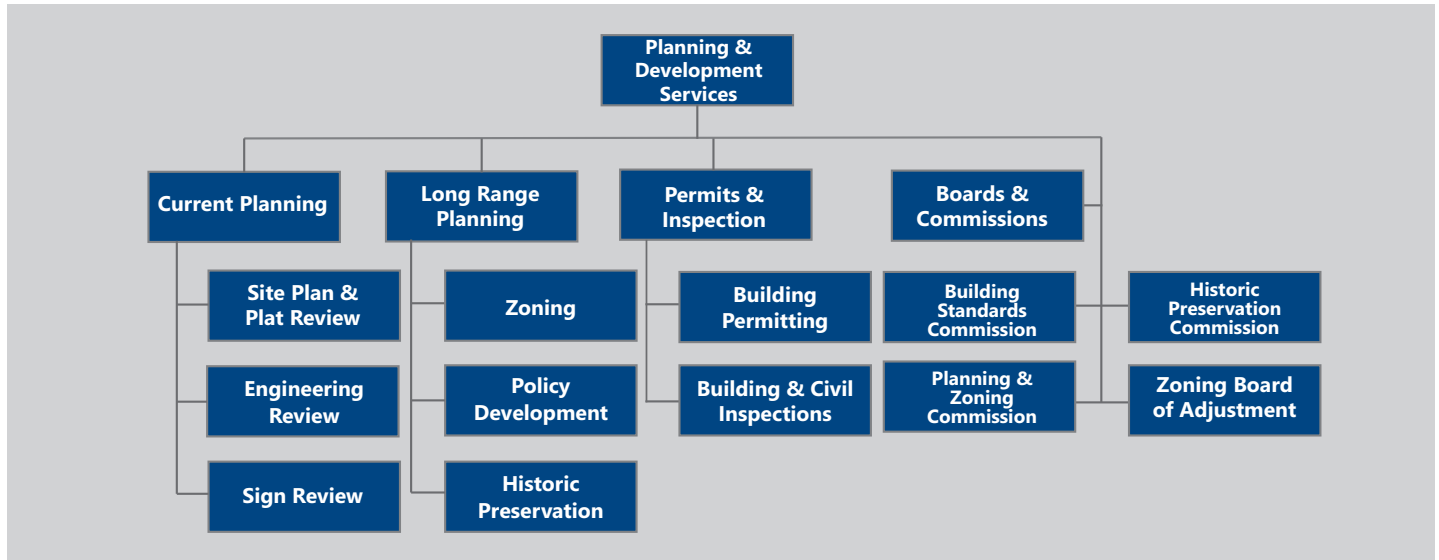 Planning &
Development
Services
Current Planning
Long Range
Planning
Permits &
Inspection
Boards &
Commissions
Site Plan &
Plat Review
Zoning
Building
Permitting
Building
Standards
Commission
Historic
Preservation
Commission
Engineering
Review
Policy
Development
Building & Civil
Inspections
Planning &
Zoning
Commission
Zoning Board
of Adjustment
Sign Review
Historic
Preservation